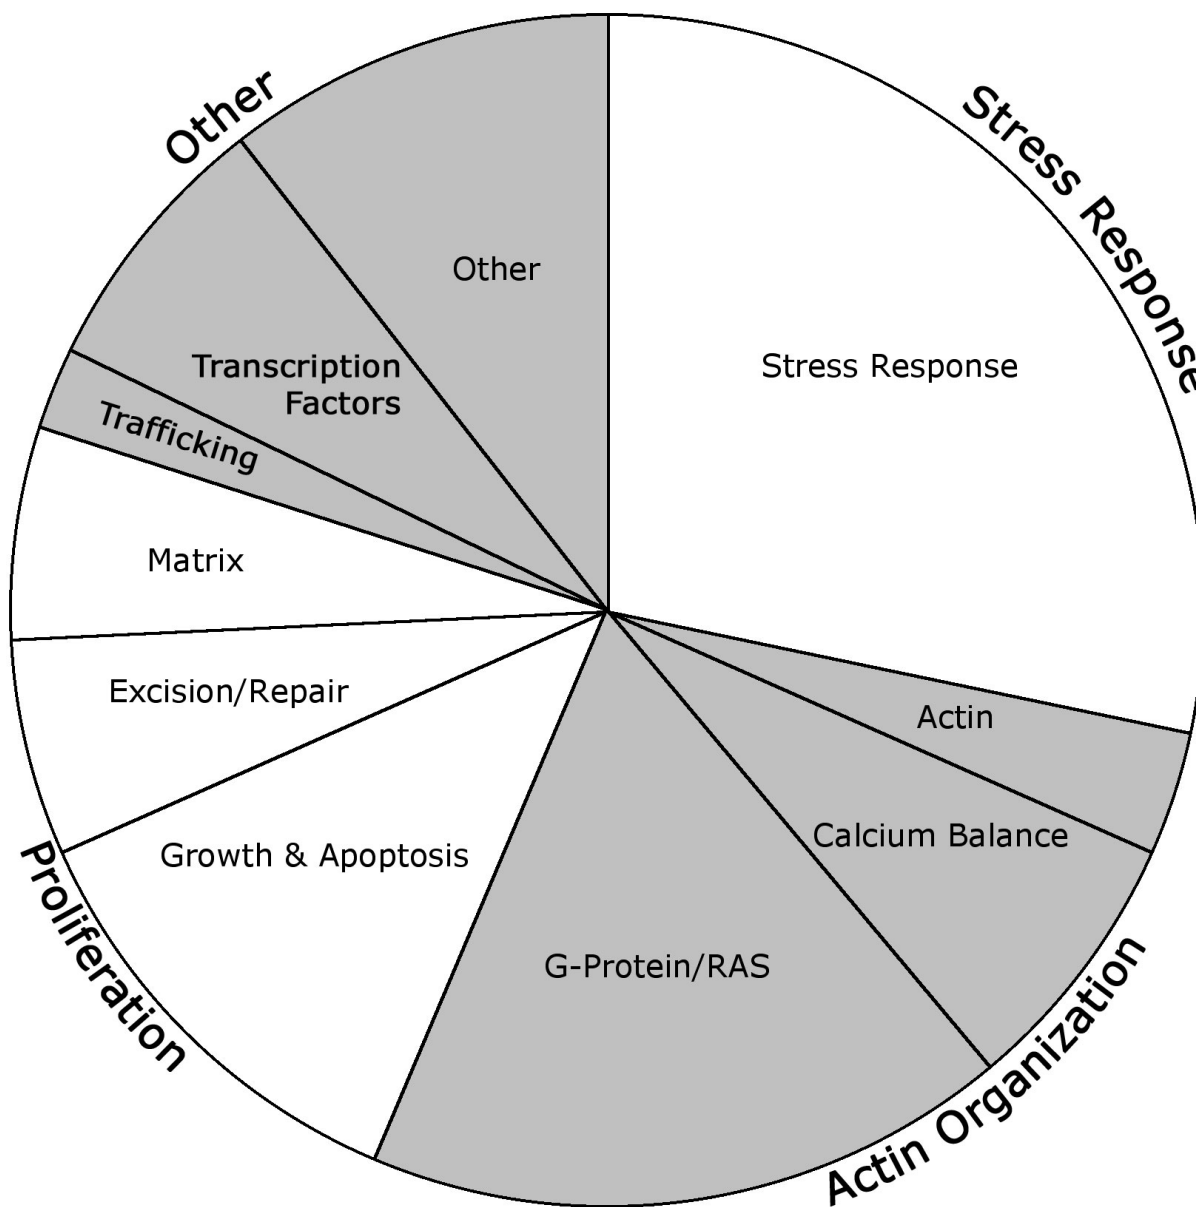 Other
Stress Response
Other
Stress Response
Transcription
Factors
Trafficking
Matrix
Excision/Repair
Actin
Calcium Balance
Growth & Apoptosis
G-Protein/RAS
Proliferation
Actin Organization